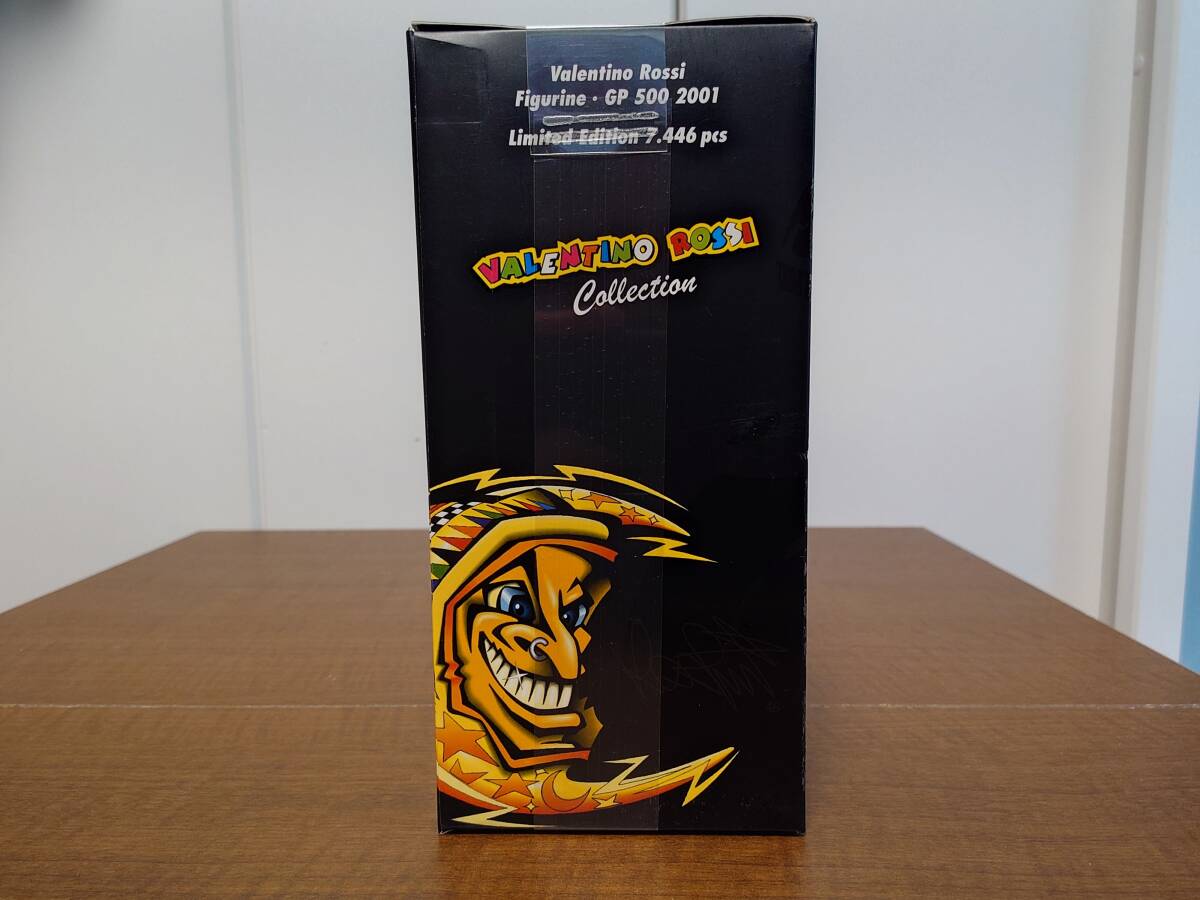 Valentino Rossi
Figurine · GP 500 2001
Limited Edition 7.446 pcs
VALENTINO ROSSI
Collection